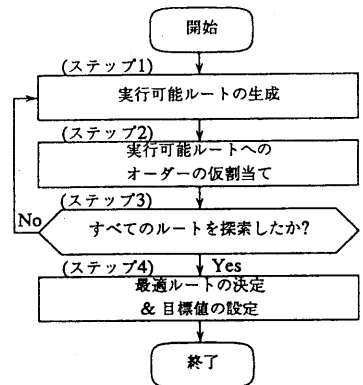 開始
(ステップ1)
実行可能ルートの生成
(ステップ2)
実行可能ルートへの
オーダーの仮割当て
(ステップ3)
No
すべてのルートを探索したか?
(ステップ4)
Yes
最適ルートの決定
& 目標値の設定
終了